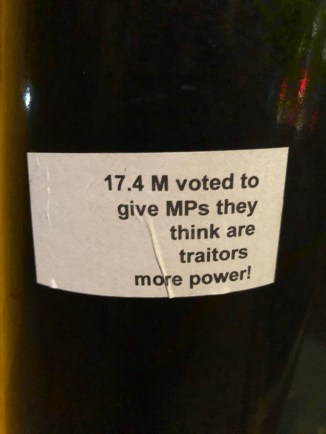 17.4 M voted to
give MPs they
think are
traitors
more power!